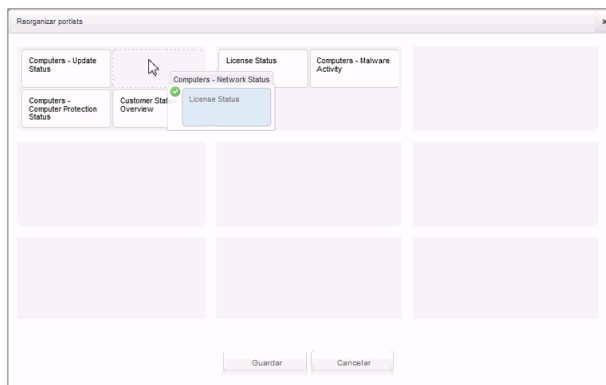 Reorganizar portlets
x
Computers - Update
Status
License Status
Computers - Malware
Activity
Computers - Network Status
License Status
Computers -
Computer Protection
Status
Customer Stat
Overview
Guardar
Cancelar